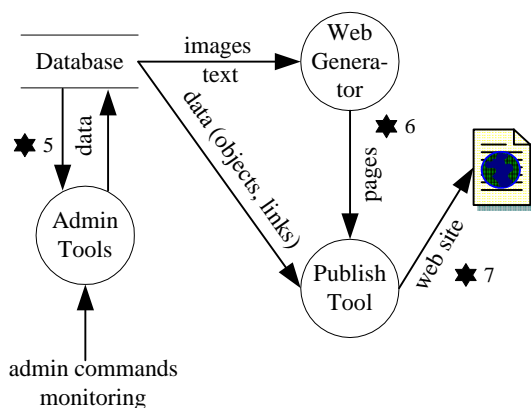 images
text
Database
Web
Genera-
tor
data (objects, links)
5
data
6
pages
Admin
Tools
Publish
Tool
web site
7
admin commands
monitoring